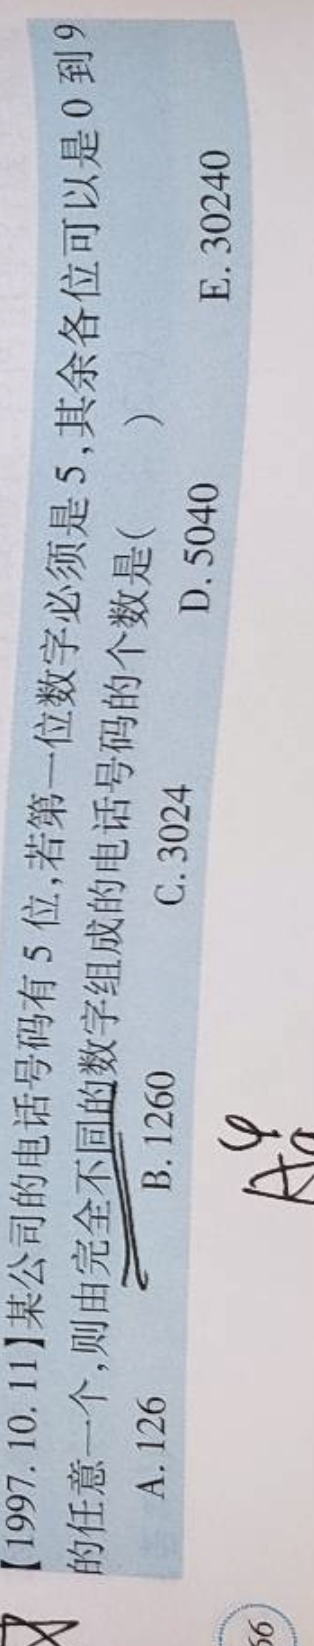 【1997.10.11】某公司的电话号码有 5 位,若第一位数字必须是 5,其余各位可以是 0 到 9
的任意一个,则由完全不同的数字组成的电话号码的个数是(  )
A. 126 B. 1260 C. 3024 D. 5040 E. 30240